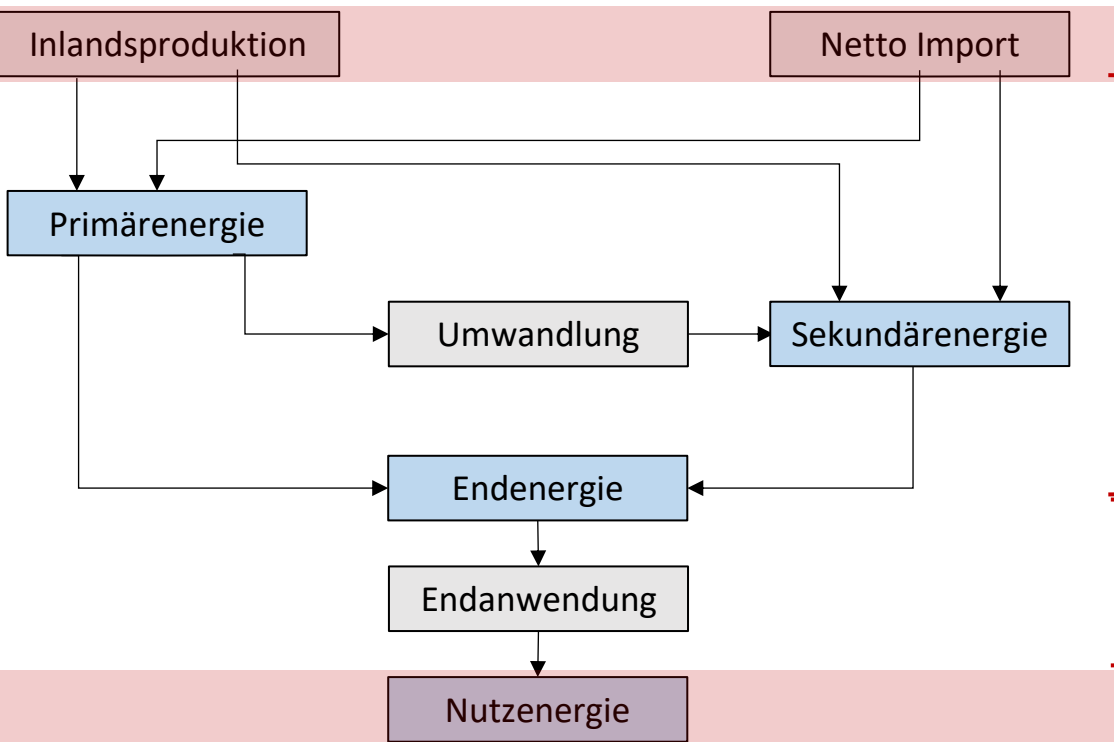 Inlandsproduktion
Netto Import
Primärenergie
Umwandlung
Sekundärenergie
Endenergie
Endanwendung
Nutzenergie